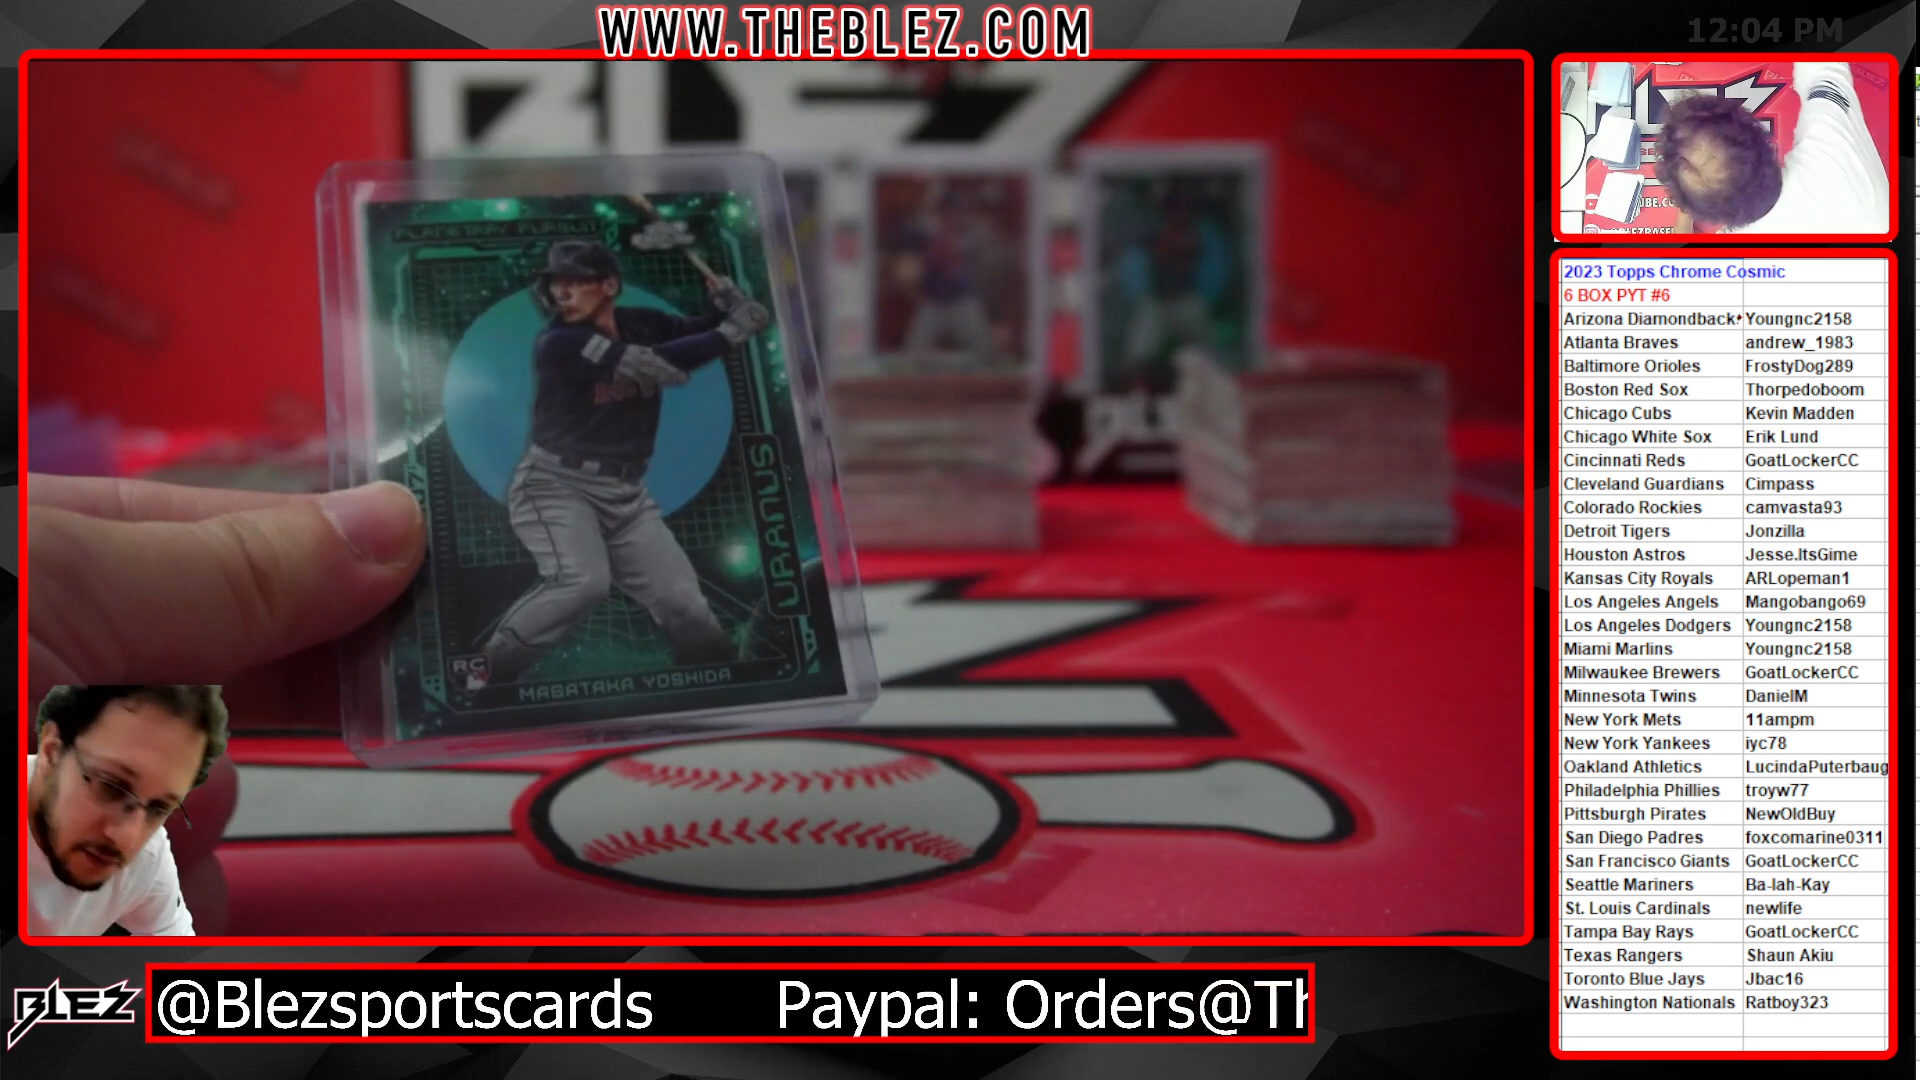 WWW.THEBLEZ.COM
12:04 PM
PLANETARY PURSUIT
URANUS
RC
MASATAKA YOSHIDA
2023 Topps Chrome Cosmic
6 BOX PYT #6
Arizona Diamondback Youngnc2158
Atlanta Braves andrew_1983
Baltimore Orioles FrostyDog289
Boston Red Sox Thorpedoboom
Chicago Cubs Kevin Madden
Chicago White Sox Erik Lund
Cincinnati Reds GoatLockerCC
Cleveland Guardians Cimpass
Colorado Rockies camvasta93
Detroit Tigers Jonzilla
Houston Astros Jesse.ItsGime
Kansas City Royals ARLopeman1
Los Angeles Angels Mangobango69
Los Angeles Dodgers Youngnc2158
Miami Marlins Youngnc2158
Milwaukee Brewers GoatLockerCC
Minnesota Twins DanielM
New York Mets 11ampm
New York Yankees iyc78
Oakland Athletics LucindaPuterbaug
Philadelphia Phillies troyw77
Pittsburgh Pirates NewOldBuy
San Diego Padres foxcomarine0311
San Francisco Giants GoatLockerCC
Seattle Mariners Ba-lah-Kay
St. Louis Cardinals newlife
Tampa Bay Rays GoatLockerCC
Texas Rangers Shaun Akiu
Toronto Blue Jays Jbac16
Washington Nationals Ratboy323
BLEZ @Blezsportscards Paypal: Orders@Th